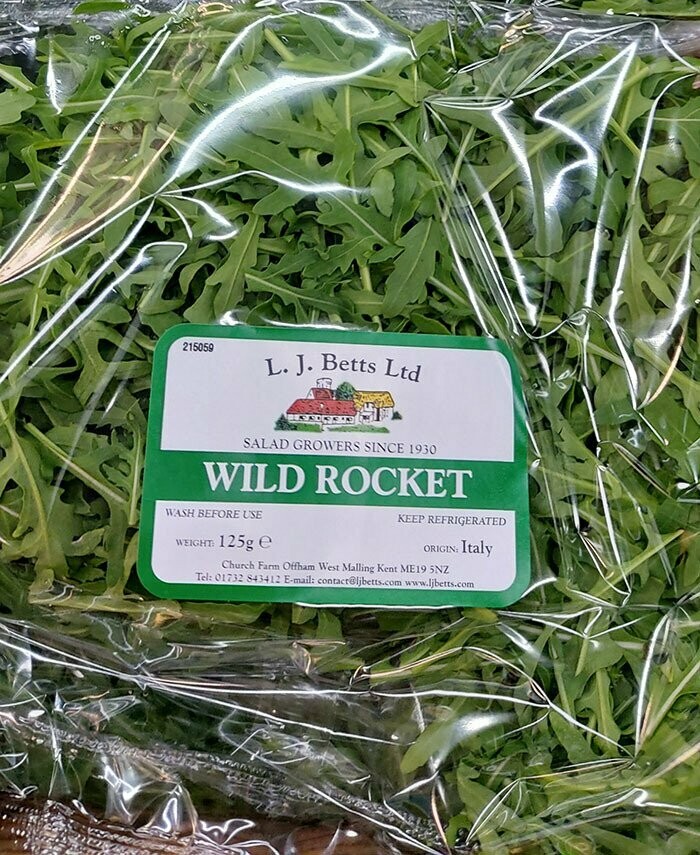 215059
L. J. Betts Ltd
SALAD GROWERS SINCE 1930
WILD ROCKET
WASH BEFORE USE KEEP REFRIGERATED
WEIGHT: 125g ℮ ORIGIN: Italy
Church Farm Offham West Malling Kent ME19 5NZ
Tel: 01732 843412 E-mail: contact@ljbetts.com www.ljbetts.com